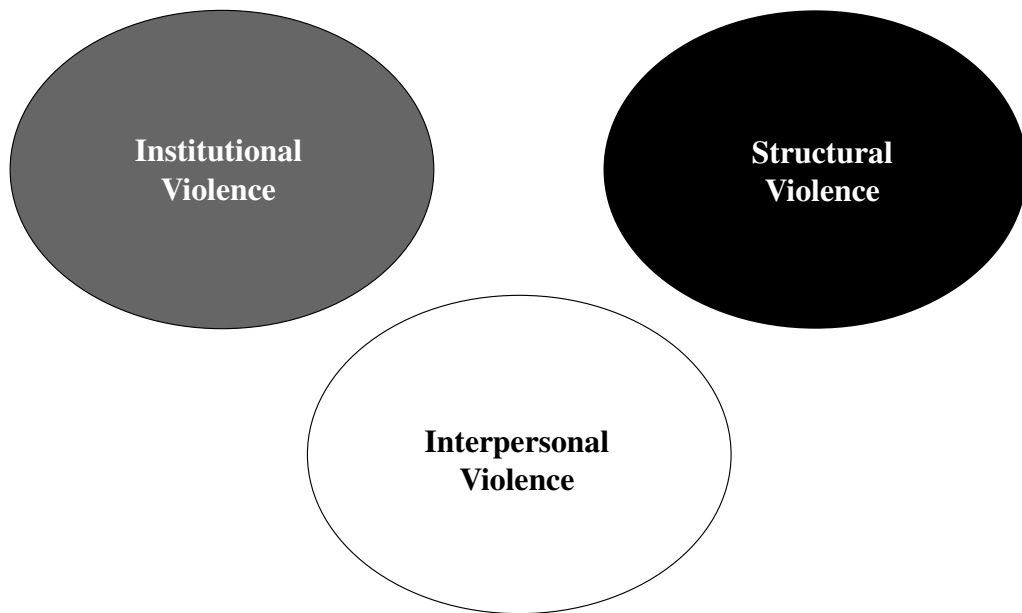 Institutional
Violence
Structural
Violence
Interpersonal
Violence